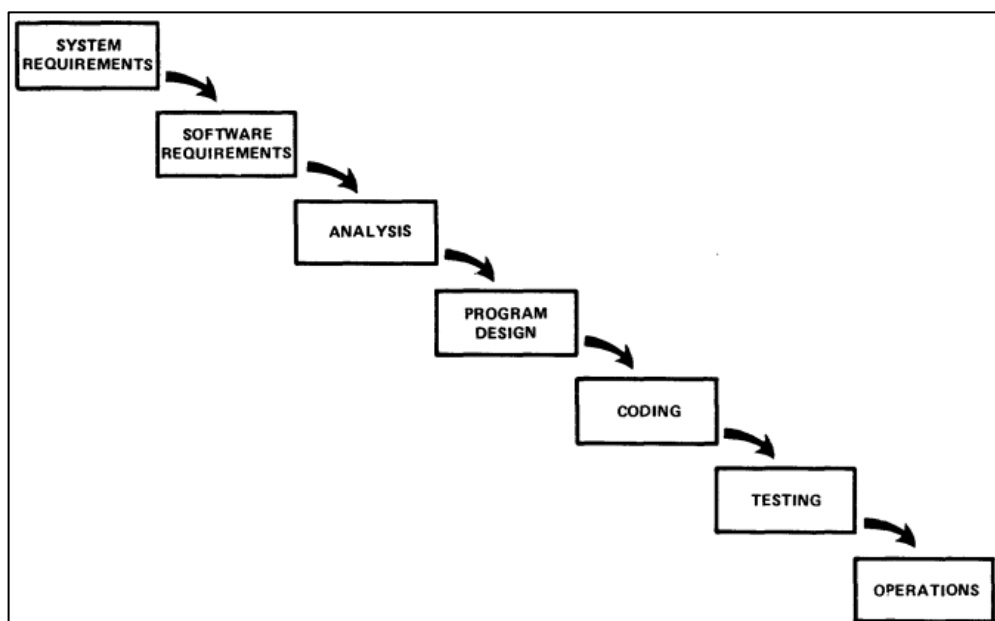 SYSTEM
REQUIREMENTS
SOFTWARE
REQUIREMENTS
ANALYSIS
PROGRAM
DESIGN
CODING
TESTING
OPERATIONS